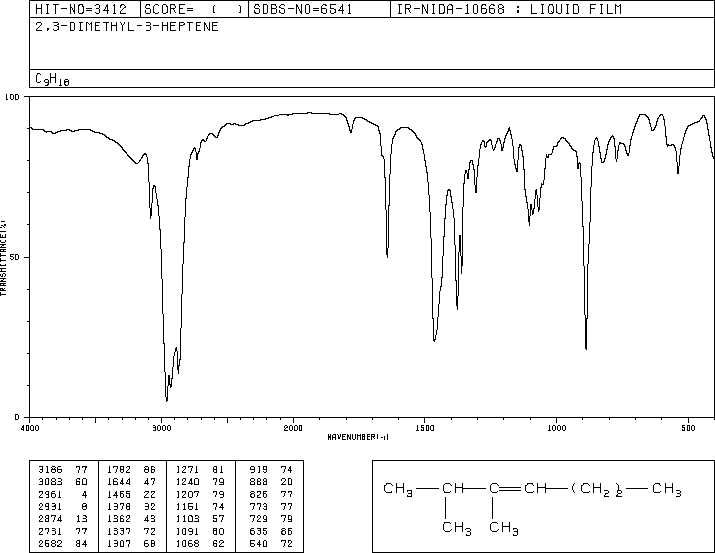 HIT-NO=3412 SCORE= ( ) SDBS-NO=6541 IR-NIDA-10668 : LIQUID FILM
2,3-DIMETHYL-3-HEPTENE
C9H18
100
50
0
TRANSMITTANCE(%)
4000 3000 2000 1500 1000 500
WAVENUMBER(-1)
3186 77 1782 86 1271 81 919 74
3083 60 1644 47 1240 79 888 20
2961 4 1465 22 1207 79 826 77
2931 8 1378 32 1151 74 773 77
2874 13 1362 43 1103 57 729 79
2731 77 1337 72 1091 80 635 86
2582 84 1307 68 1068 62 540 72
CH3 CH C CH (CH2)2 CH3
CH3 CH3